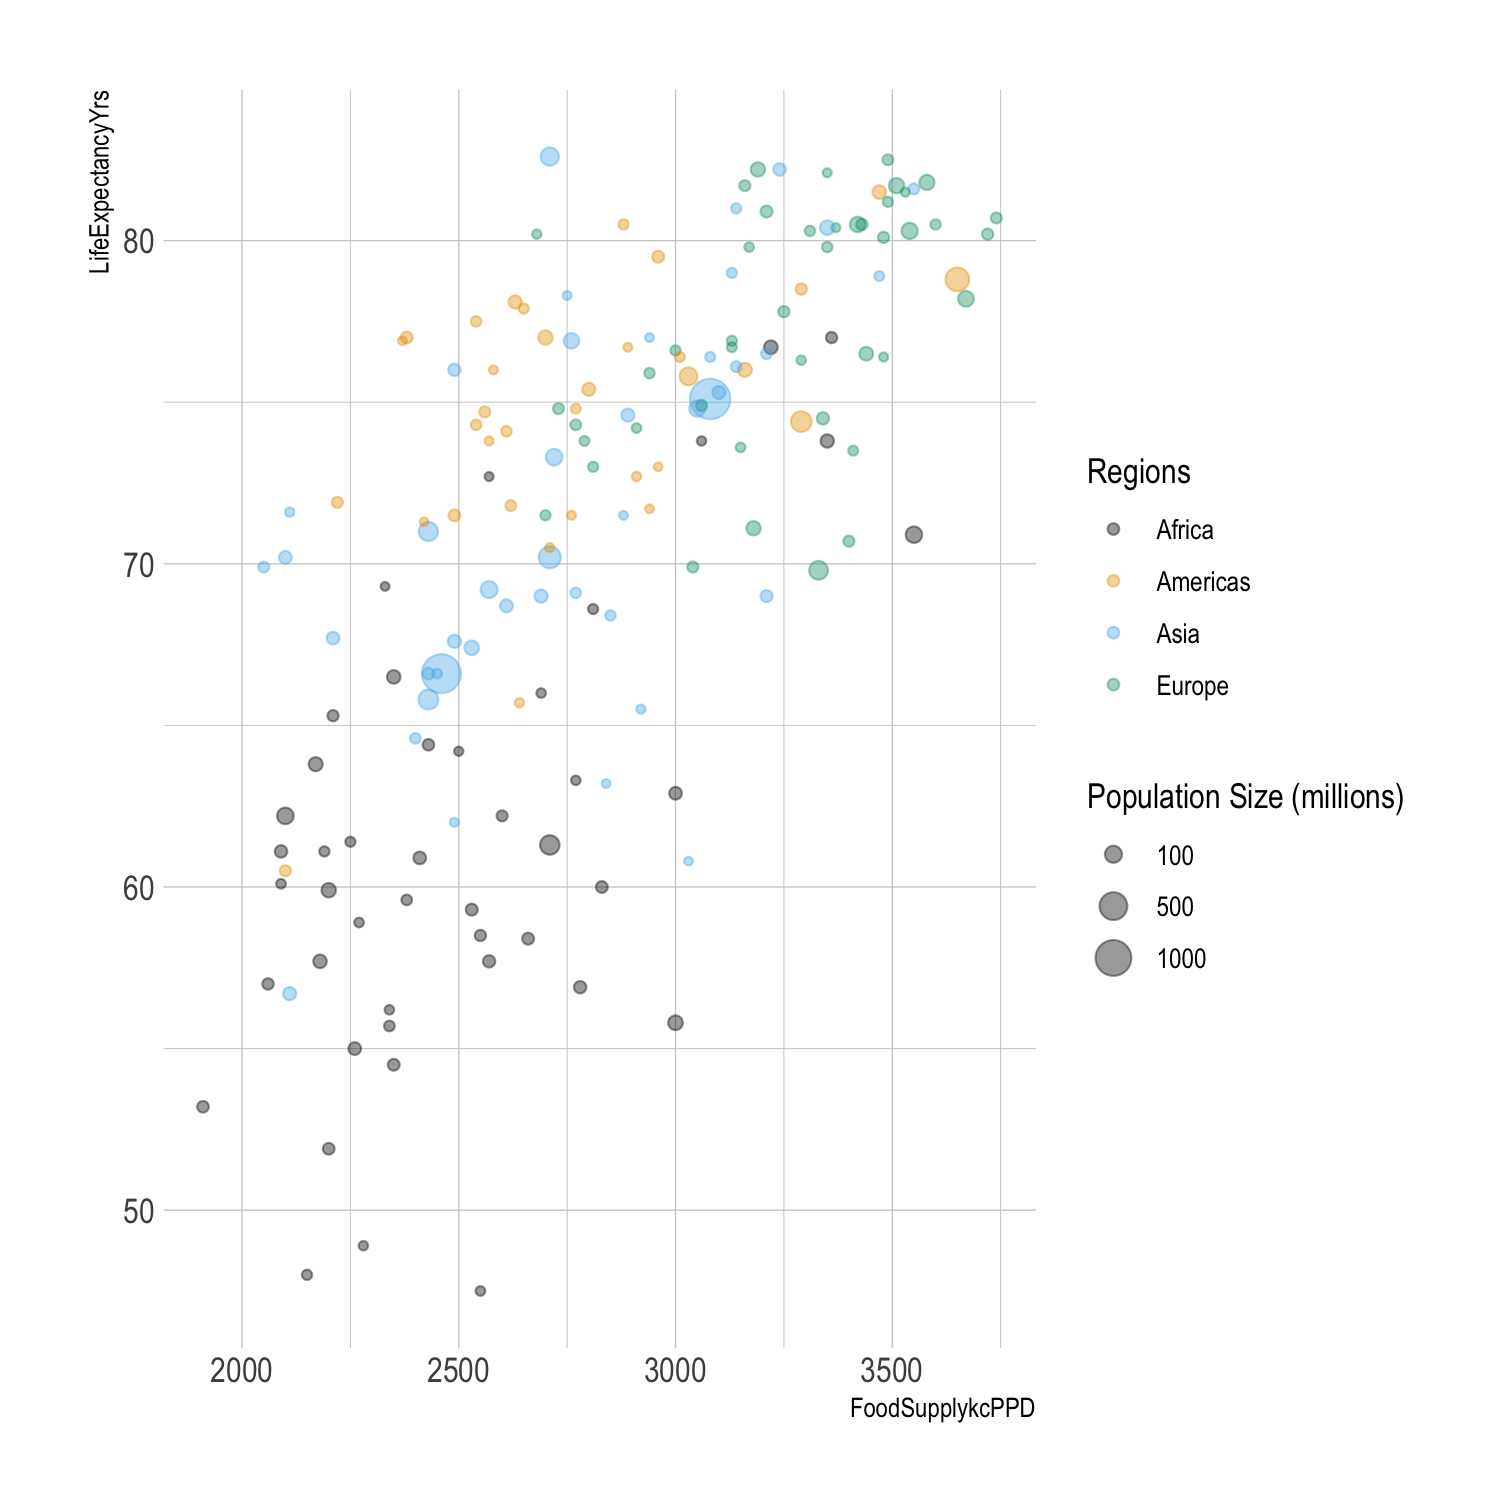 LifeExpectancyYrs
80
70
60
50
2000 2500 3000 3500
FoodSupplykcPPD
Regions
Africa
Americas
Asia
Europe
Population Size (millions)
100
500
1000